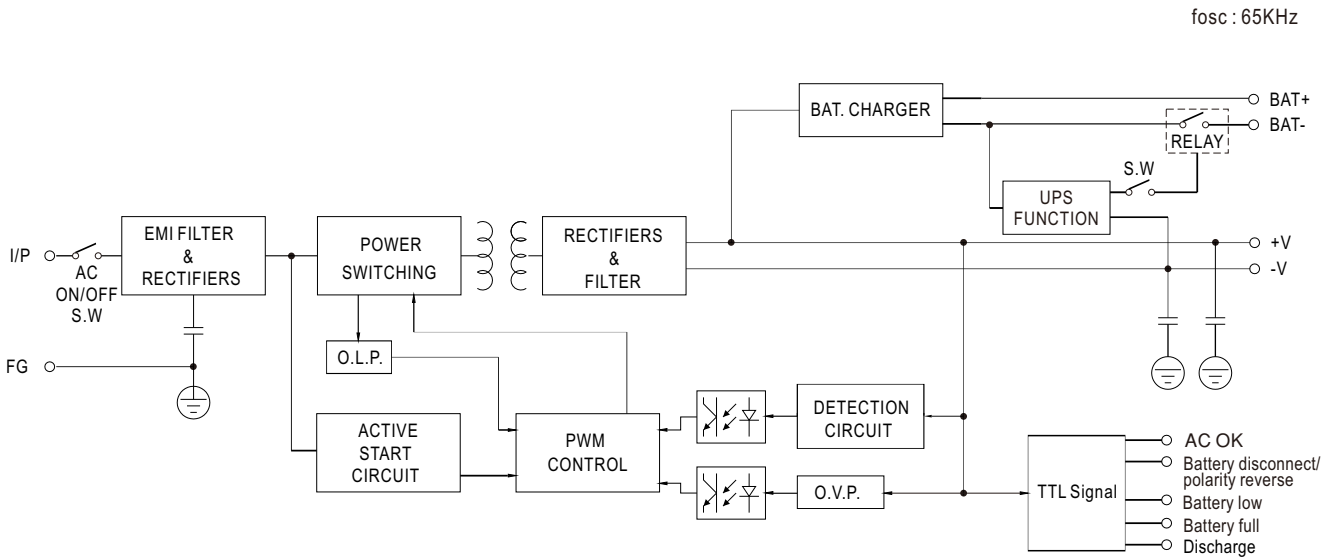 fosc : 65KHz
BAT. CHARGER
BAT+
BAT-
RELAY
S.W
UPS
FUNCTION
I/P
AC
ON/OFF
S.W
EMI FILTER
&
RECTIFIERS
POWER
SWITCHING
RECTIFIERS
&
FILTER
+V
-V
FG
O.L.P.
ACTIVE
START
CIRCUIT
PWM
CONTROL
DETECTION
CIRCUIT
O.V.P.
TTL Signal
AC OK
Battery disconnect/
polarity reverse
Battery low
Battery full
Discharge